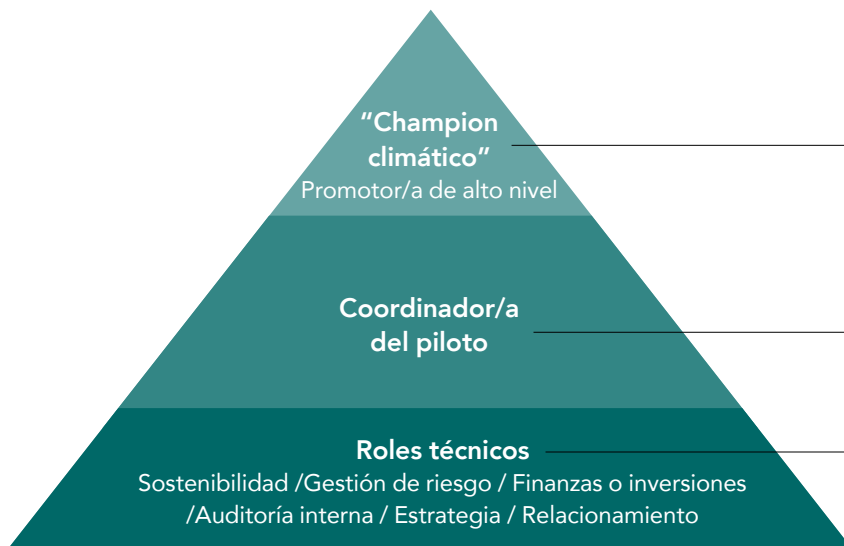 "Champion
climático"
Promotor/a de alto nivel
Coordinador/a
del piloto
Roles técnicos
Sostenibilidad /Gestión de riesgo / Finanzas o inversiones
/Auditoría interna / Estrategia / Relacionamiento